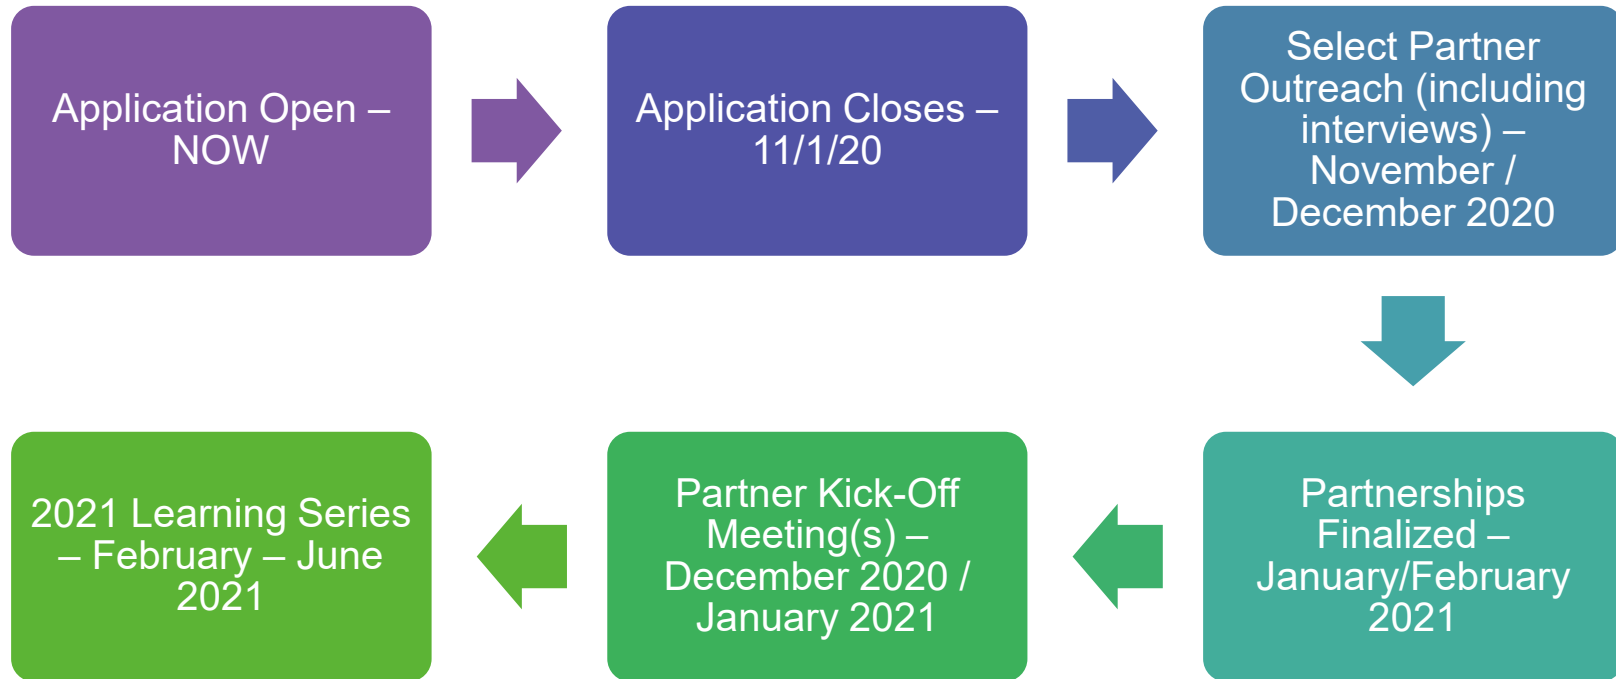 Application Open –
NOW
Application Closes –
11/1/20
Select Partner
Outreach (including
interviews) –
November /
December 2020
Partnerships
Finalized –
January/February
2021
Partner Kick-Off
Meeting(s) –
December 2020 /
January 2021
2021 Learning Series
– February – June
2021